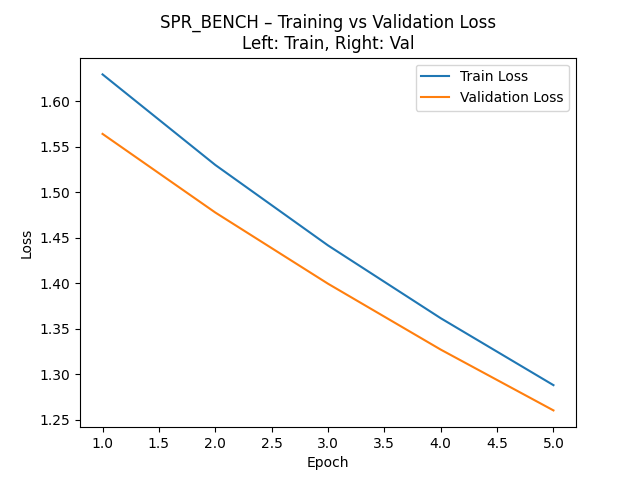 SPR_BENCH – Training vs Validation Loss
Left: Train, Right: Val
Train Loss
Validation Loss
Loss
1.60
1.55
1.50
1.45
1.40
1.35
1.30
1.25
1.0 1.5 2.0 2.5 3.0 3.5 4.0 4.5 5.0
Epoch